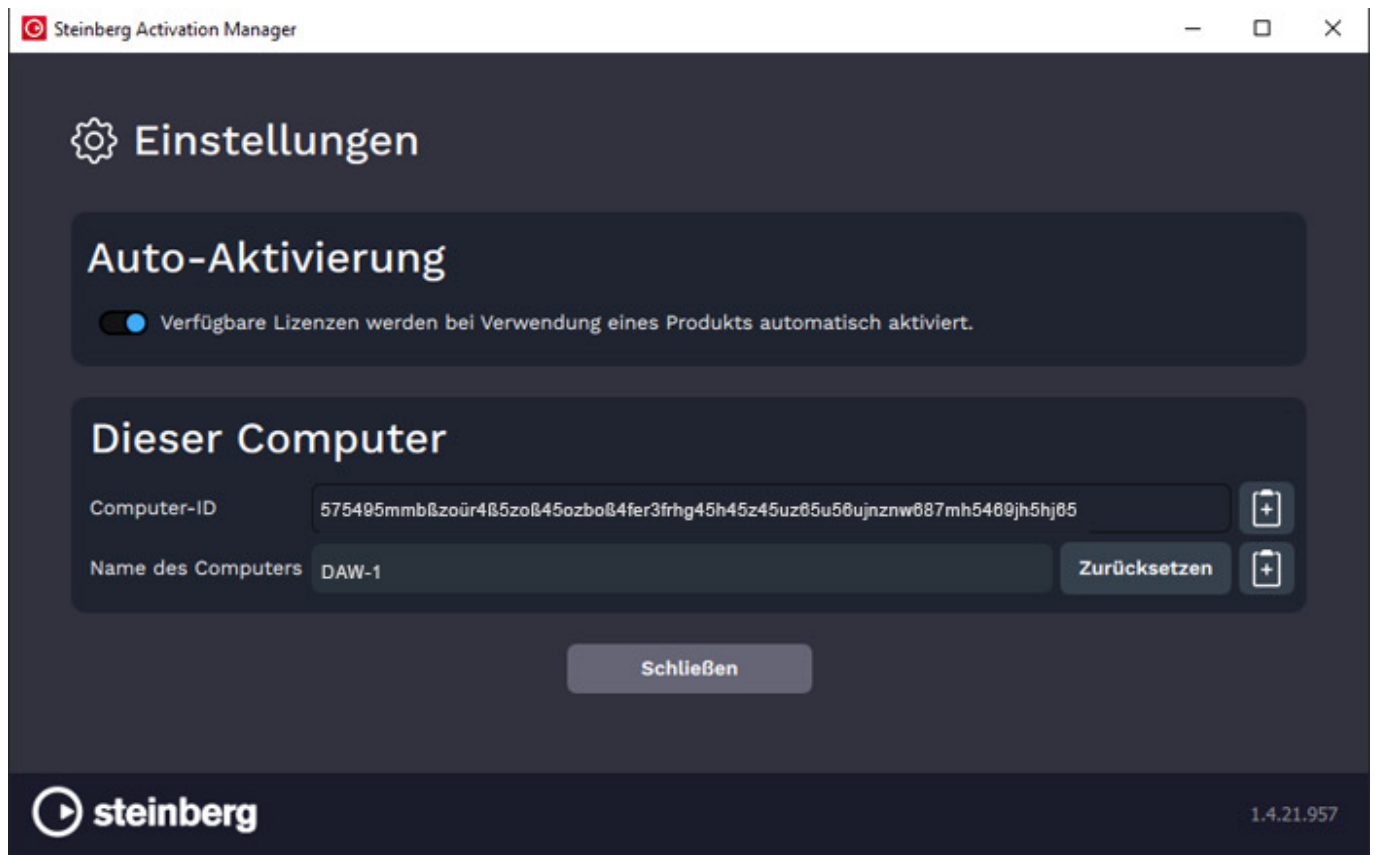 Steinberg Activation Manager
Einstellungen
Auto-Aktivierung
Verfügbare Lizenzen werden bei Verwendung eines Produkts automatisch aktiviert.
Dieser Computer
Computer-ID
575495mmbßzoür4ß5zoß45ozboß4fer3frhg45h45z45uz65u56ujnznw687mh5469jh5hj65
Name des Computers
DAW-1
Zurücksetzen
Schließen
steinberg
1.4.21.957